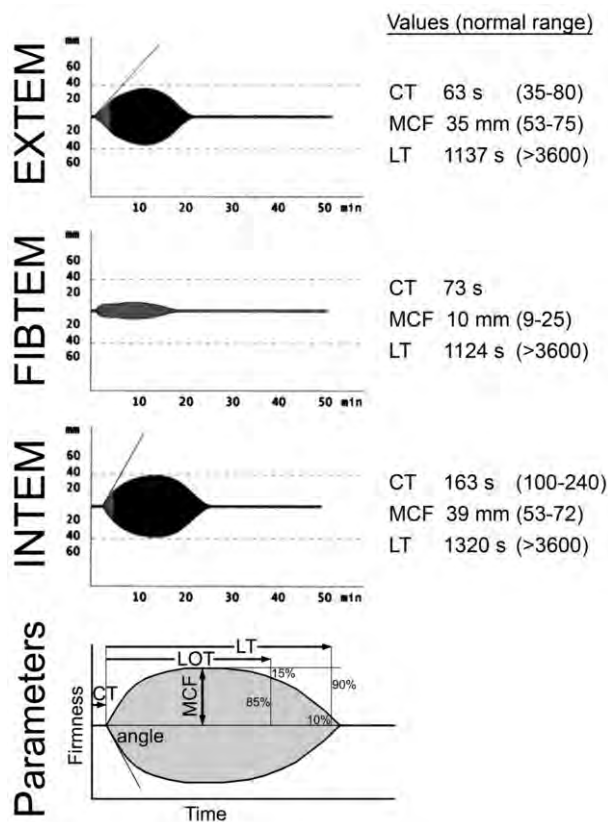 Values (normal range)
EXTEM
mm
60
40
20
20
40
60
10 20 30 40 50 min
CT 63 s (35-80)
MCF 35 mm (53-75)
LT 1137 s (>3600)
FIBTEM
mm
60
40
20
20
40
60
10 20 30 40 50 min
CT 73 s
MCF 10 mm (9-25)
LT 1124 s (>3600)
INTEM
mm
60
40
20
20
40
60
10 20 30 40 50 min
CT 163 s (100-240)
MCF 39 mm (53-72)
LT 1320 s (>3600)
Parameters
Firmness
LT
LOT
CT
MCF
15%
85%
90%
10%
angle
Time